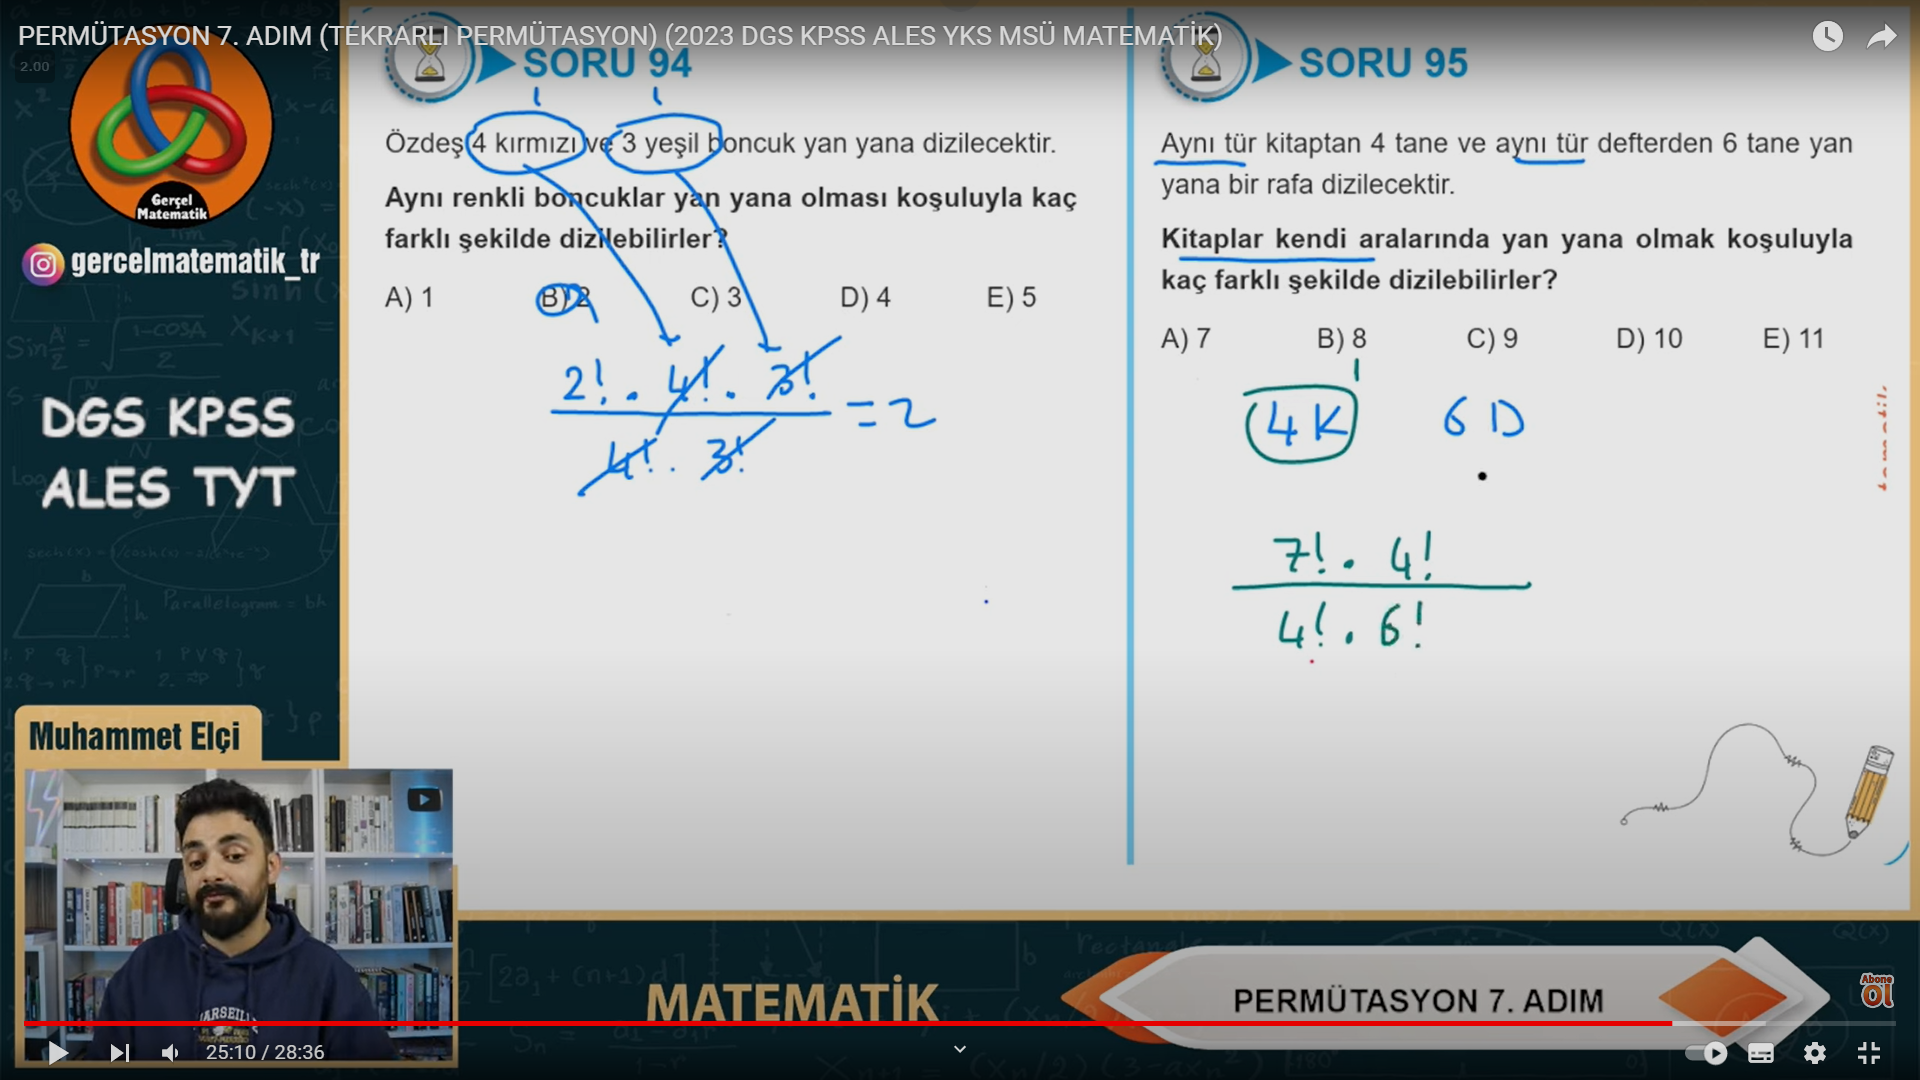 PERMÜTASYON 7. ADIM (TEKRARLI PERMÜTASYON) (2023 DGS KPSS ALES YKS MSÜ MATEMATİK)
2.00
Gerçel
Matematik
gercelmatematik_tr
DGS KPSS
ALES TYT
SORU 94
Özdeş 4 kırmızı ve 3 yeşil boncuk yan yana dizilecektir.
Aynı renkli boncuklar yan yana olması koşuluyla kaç
farklı şekilde dizilebilirler?
A) 1 B) 2 C) 3 D) 4 E) 5
2! . 4! . 3!
4! . 3!
= 2
SORU 95
Aynı tür kitaptan 4 tane ve aynı tür defterden 6 tane yan
yana bir rafa dizilecektir.
Kitaplar kendi aralarında yan yana olmak koşuluyla
kaç farklı şekilde dizilebilirler?
A) 7 B) 8 C) 9 D) 10 E) 11
1
4K 6D
7! . 4!
4! . 6!
Muhammet Elçi
MATEMATİK
PERMÜTASYON 7. ADIM
Abone
Ol
25:10 / 28:36